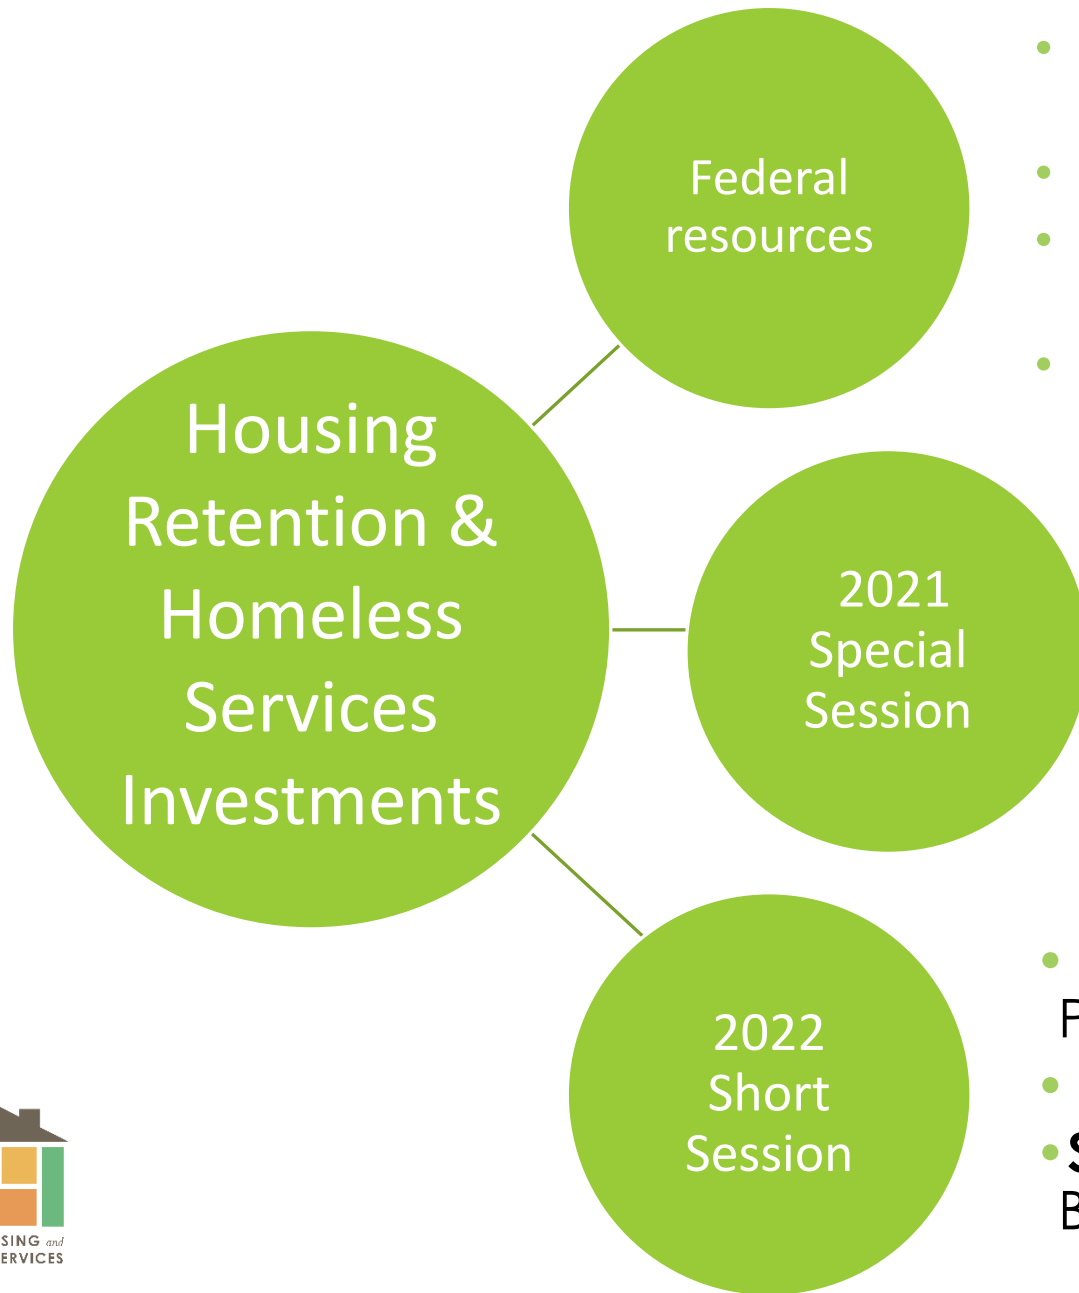 Federal
resources
Housing
Retention &
Homeless
Services
Investments
2021
Special
Session
2022
Short
Session
P
S
B
SING and
ERVICES